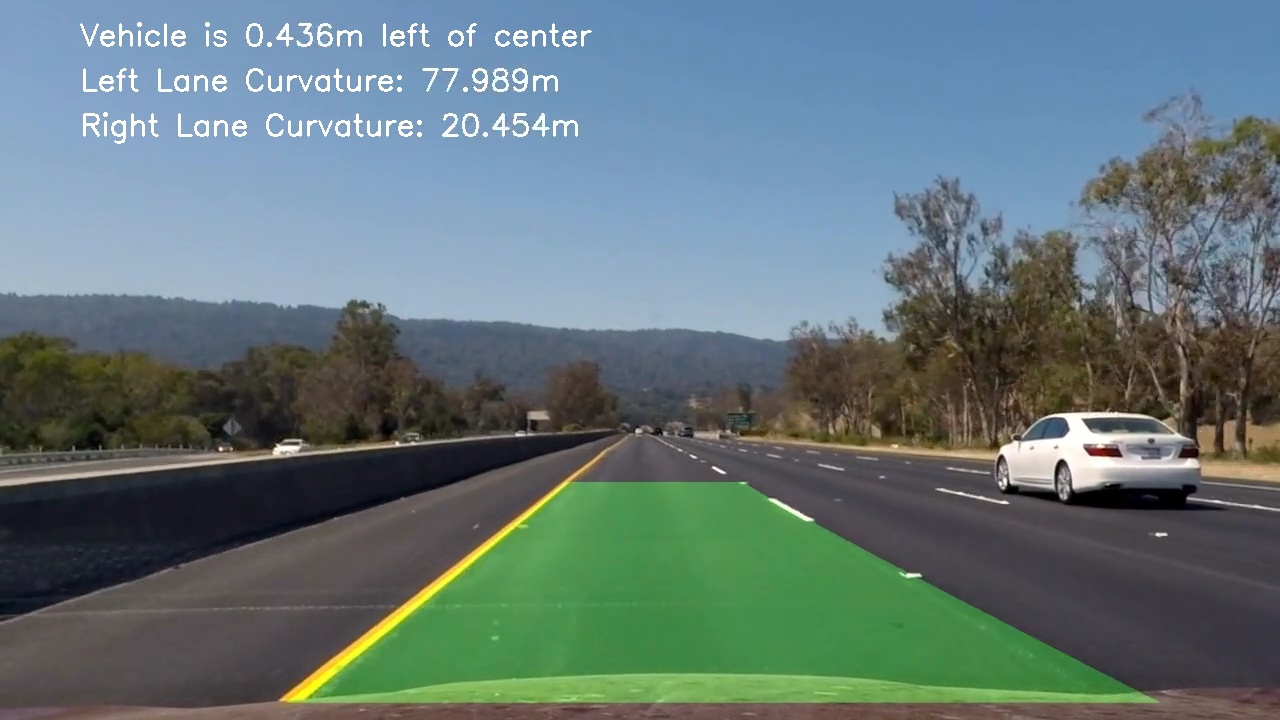 Vehicle is 0.436m left of center
Left Lane Curvature: 77.989m
Right Lane Curvature: 20.454m